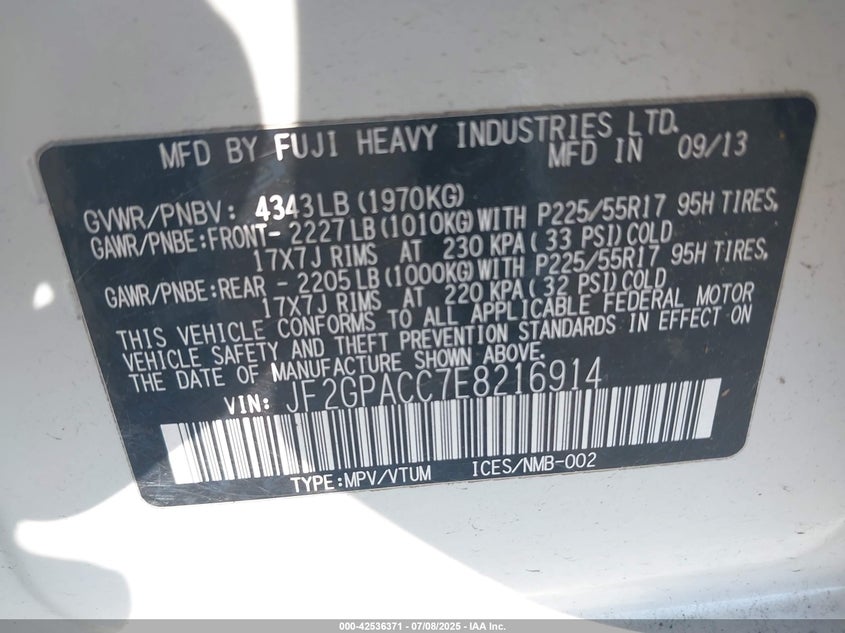 MFD BY FUJI HEAVY INDUSTRIES LTD.
MFD IN 09/13
GVWR/PNBV: 4343LB (1970KG)
GAWR/PNBE:FRONT- 2227LB (1010KG) WITH P225/55R17 95H TIRES,
17X7J RIMS AT 230 KPA (33 PSI) COLD
GAWR/PNBE:REAR - 2205LB (1000KG) WITH P225/55R17 95H TIRES,
17X7J RIMS AT 220 KPA (32 PSI) COLD
THIS VEHICLE CONFORMS TO ALL APPLICABLE FEDERAL MOTOR
VEHICLE SAFETY AND THEFT PREVENTION STANDARDS IN EFFECT ON
THE DATE OF MANUFACTURE SHOWN ABOVE.
VIN: JF2GPACC7E8216914
TYPE:MPV/VTUM ICES/NMB-002
000-42536371 | 07/08/2025 - IAA Inc.